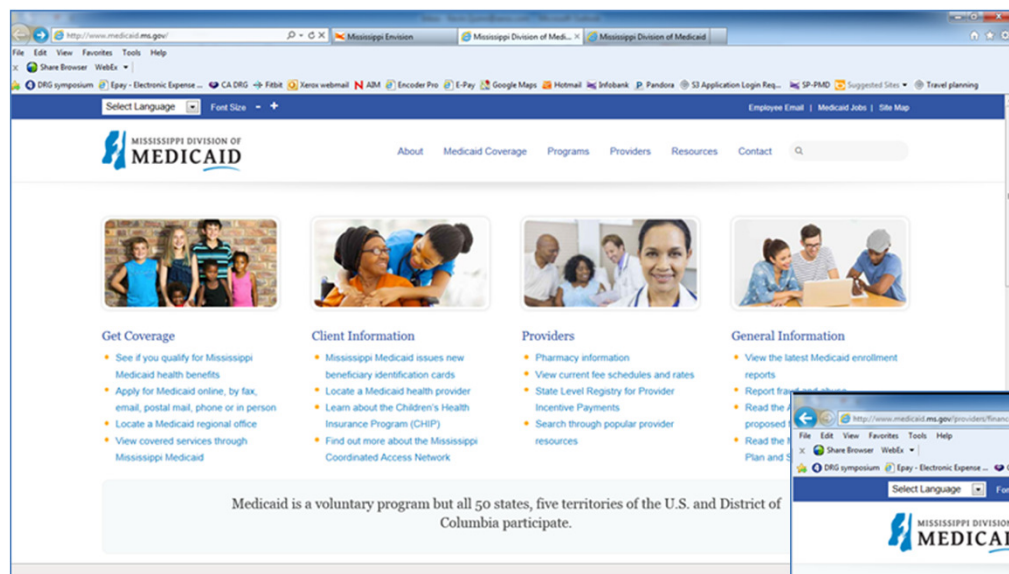 http://www.medicaid.ms.gov/
Mississippi Envision
Mississippi Division of Medi...
Mississippi Division of Medicaid
File Edit View Favorites Tools Help
x Share Browser WebEx
DRG symposium Epay - Electronic Expense ... CA DRG Fitbit Xerox webmail AIM Encoder Pro E-Pay Google Maps Hotmail Infobank Pandora S3 Application Login Req... SP-PMD Suggested Sites Travel planning
Select Language Font Size - + Employee Email | Medicaid Jobs | Site Map
MISSISSIPPI DIVISION OF
MEDICAID
About Medicaid Coverage Programs Providers Resources Contact
Get Coverage
See if you qualify for Mississippi
Medicaid health benefits
Apply for Medicaid online, by fax,
email, postal mail, phone or in person
Locate a Medicaid regional office
View covered services through
Mississippi Medicaid
Client Information
Mississippi Medicaid issues new
beneficiary identification cards
Locate a Medicaid health provider
Learn about the Children's Health
Insurance Program (CHIP)
Find out more about the Mississippi
Coordinated Access Network
Providers
Pharmacy information
View current fee schedules and rates
State Level Registry for Provider
Incentive Payments
Search through popular provider
resources
General Information
View the latest Medicaid enrollment
reports
Report fraud and abuse
Read the
proposed
Read the
Plan and
Medicaid is a voluntary program but all 50 states, five territories of the U.S. and District of
Columbia participate.
http://www.medicaid.ms.gov/providers/financ
File Edit View Favorites Tools Help
x Share Browser WebEx
DRG symposium Epay - Electronic Expense ...
Select Language
MISSISSIPPI DIVISION
MEDICAI